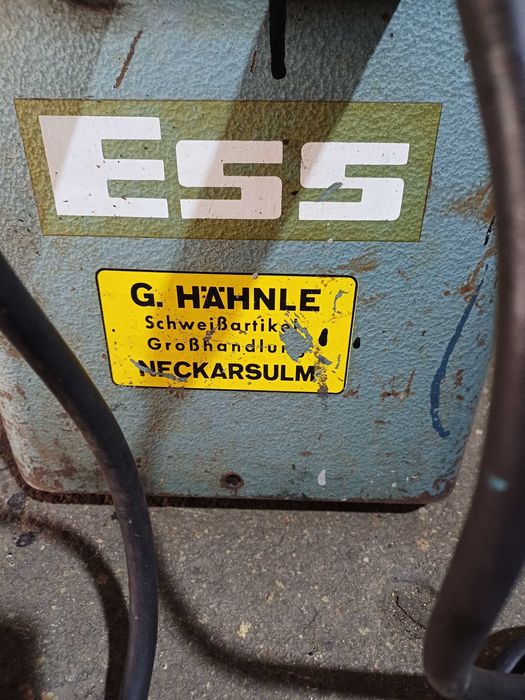 ESS
G. HÄHNLE
Schweißartikel
Großhandlung
NECKARSULM